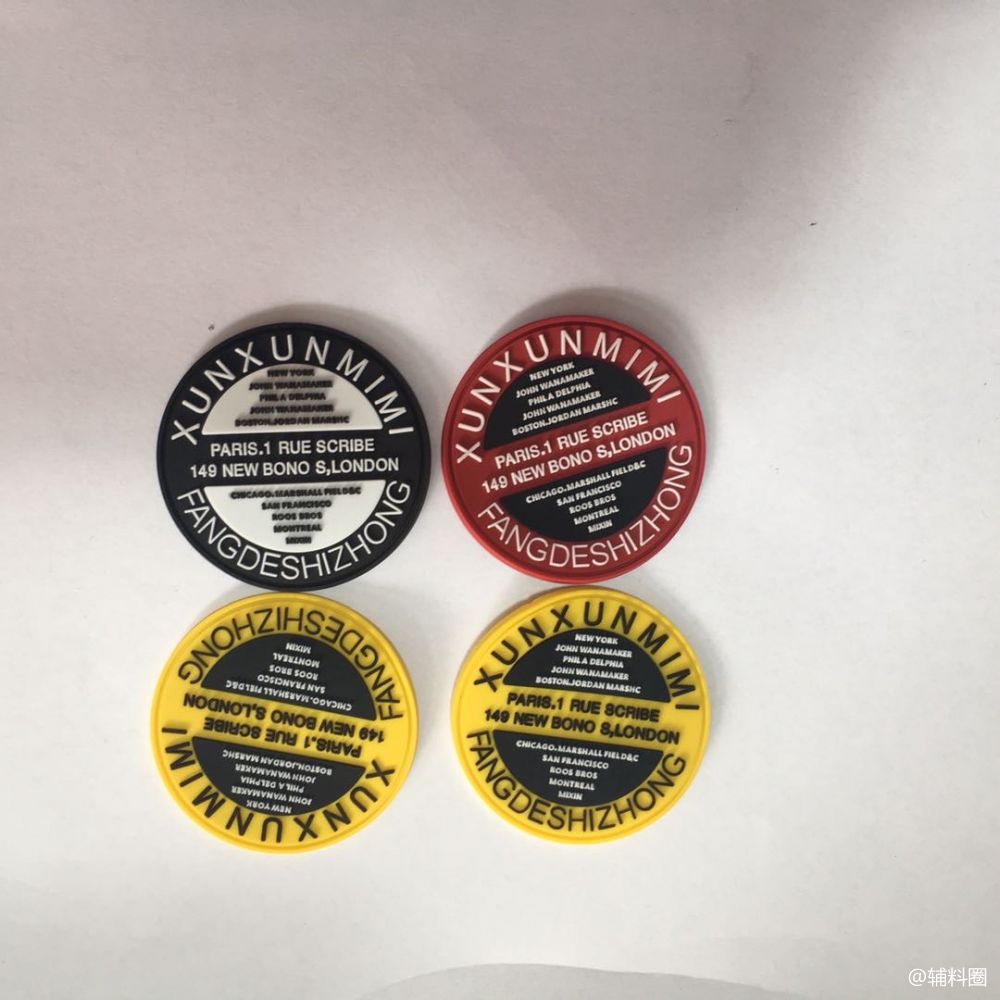 XUNXUNMIMI
NEW YORK
JOHN WANAMAKER
PHILA DELPHIA
JOHN WANAMAKER
BOSTON.JORDAN MARSHC
PARIS.1 RUE SCRIBE
149 NEW BONO S,LONDON
CHICAGO.MARSHALL FIELD&C
SAN FRANCISCO
ROOS BROS
MONTREAL
MIXIN
FANGDESHIZHONG
XUNXUNMIMI
NEW YORK
JOHN WANAMAKER
PHILA DELPHIA
JOHN WANAMAKER
BOSTON.JORDAN MARSHC
PARIS.1 RUE SCRIBE
149 NEW BONO S,LONDON
CHICAGO.MARSHALL FIELD&C
SAN FRANCISCO
ROOS BROS
MONTREAL
MIXIN
FANGDESHIZHONG
XUNXUNMIMI
NEW YORK
JOHN WANAMAKER
PHILA DELPHIA
JOHN WANAMAKER
BOSTON.JORDAN MARSHC
PARIS.1 RUE SCRIBE
149 NEW BONO S,LONDON
CHICAGO.MARSHALL FIELD&C
SAN FRANCISCO
ROOS BROS
MONTREAL
MIXIN
FANGDESHIZHONG
XUNXUNMIMI
NEW YORK
JOHN WANAMAKER
PHILA DELPHIA
JOHN WANAMAKER
BOSTON.JORDAN MARSHC
PARIS.1 RUE SCRIBE
149 NEW BONO S,LONDON
CHICAGO.MARSHALL FIELD&C
SAN FRANCISCO
ROOS BROS
MONTREAL
MIXIN
FANGDESHIZHONG
@辅料圈